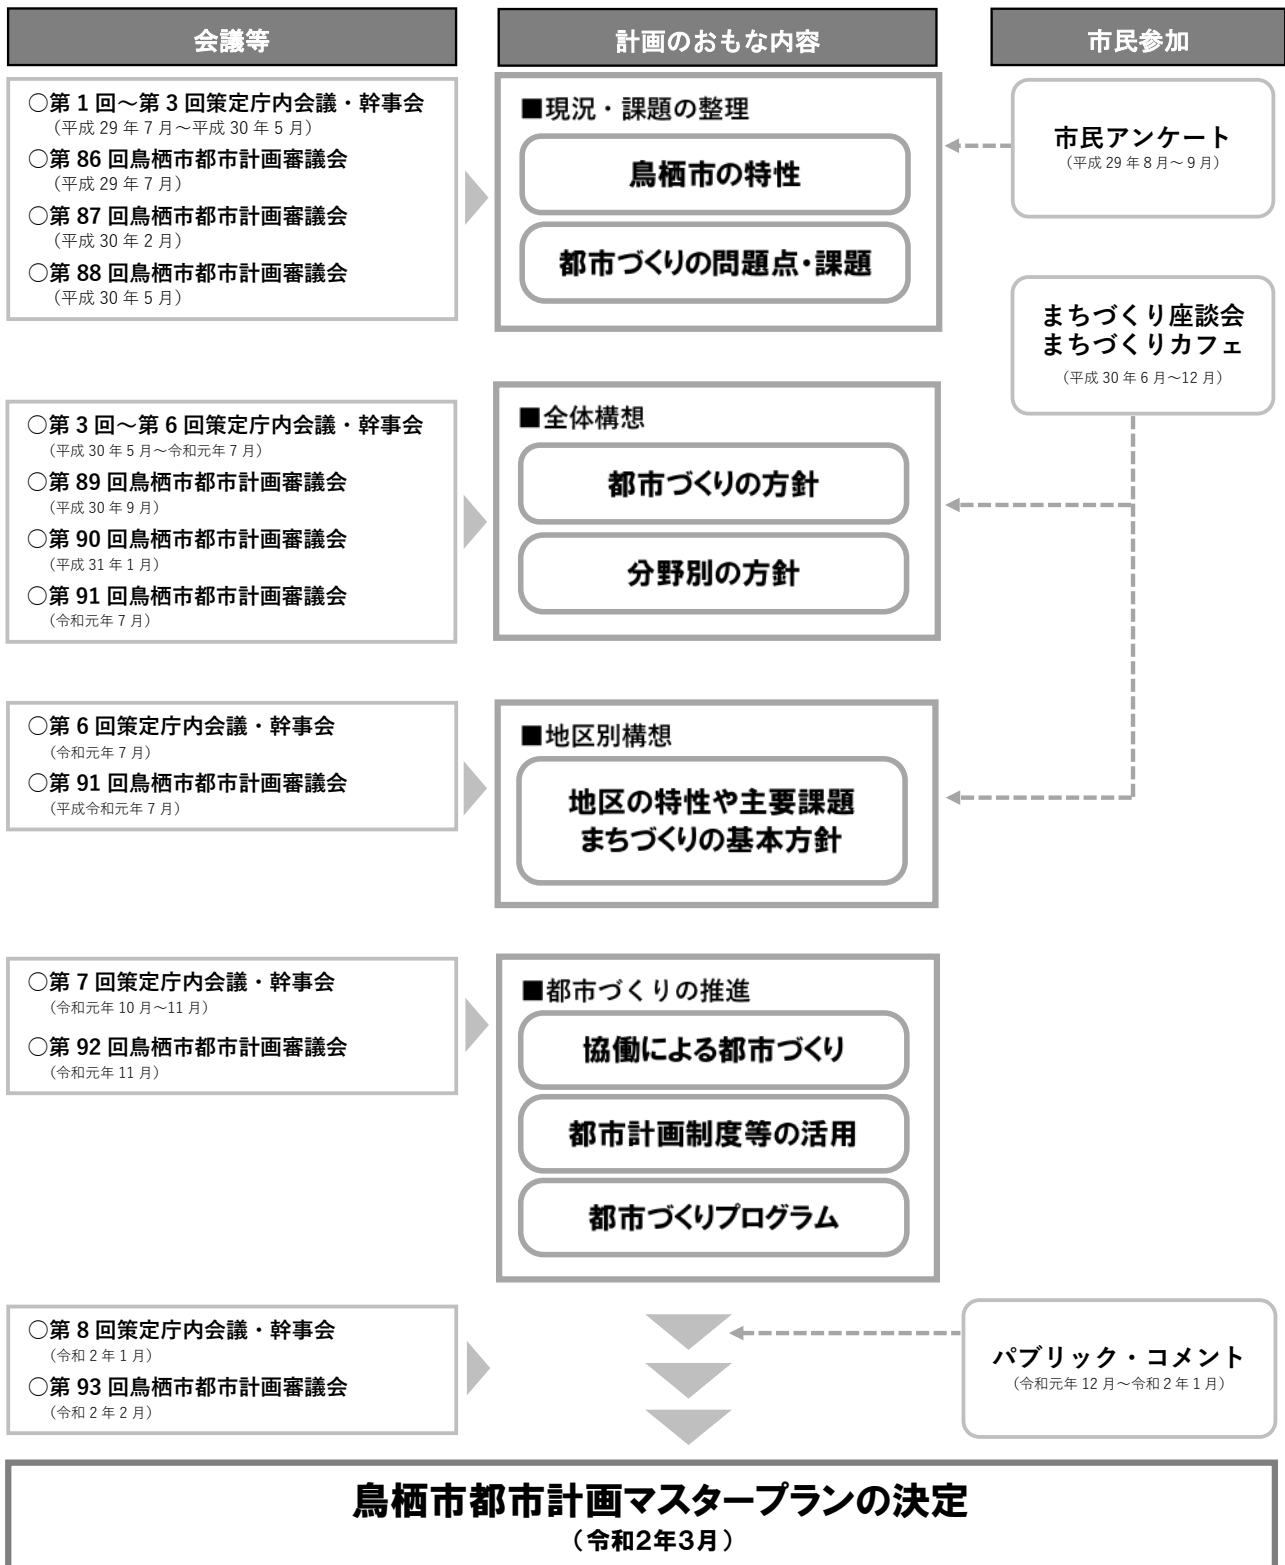 会議等
計画のおもな内容
市民参加
○第 1 回～第 3 回策定庁内会議・幹事会
（平成 29 年 7 月～平成 30 年 5 月）
○第 86 回鳥栖市都市計画審議会
（平成 29 年 7 月）
○第 87 回鳥栖市都市計画審議会
（平成 30 年 2 月）
○第 88 回鳥栖市都市計画審議会
（平成 30 年 5 月）
■現況・課題の整理
鳥栖市の特性
都市づくりの問題点・課題
市民アンケート
（平成 29 年 8 月～ 9 月）
まちづくり座談会
まちづくりカフェ
（平成 30 年 6 月～12 月）
○第 3 回～第 6 回策定庁内会議・幹事会
（平成 30 年 5 月～令和元年 7 月）
○第 89 回鳥栖市都市計画審議会
（平成 30 年 9 月）
○第 90 回鳥栖市都市計画審議会
（平成 31 年 1 月）
○第 91 回鳥栖市都市計画審議会
（令和元年 7 月）
■全体構想
都市づくりの方針
分野別の方針
○第 6 回策定庁内会議・幹事会
（令和元年 7 月）
○第 91 回鳥栖市都市計画審議会
（平成令和元年 7 月）
■地区別構想
地区の特性や主要課題
まちづくりの基本方針
○第 7 回策定庁内会議・幹事会
（令和元年 10 月～11 月）
○第 92 回鳥栖市都市計画審議会
（令和元年 11 月）
■都市づくりの推進
協働による都市づくり
都市計画制度等の活用
都市づくりプログラム
○第 8 回策定庁内会議・幹事会
（令和 2 年 1 月）
○第 93 回鳥栖市都市計画審議会
（令和 2 年 2 月）
パブリック・コメント
（令和元年 12 月～令和 2 年 1 月）
鳥栖市都市計画マスタープランの決定
（令和2年3月）